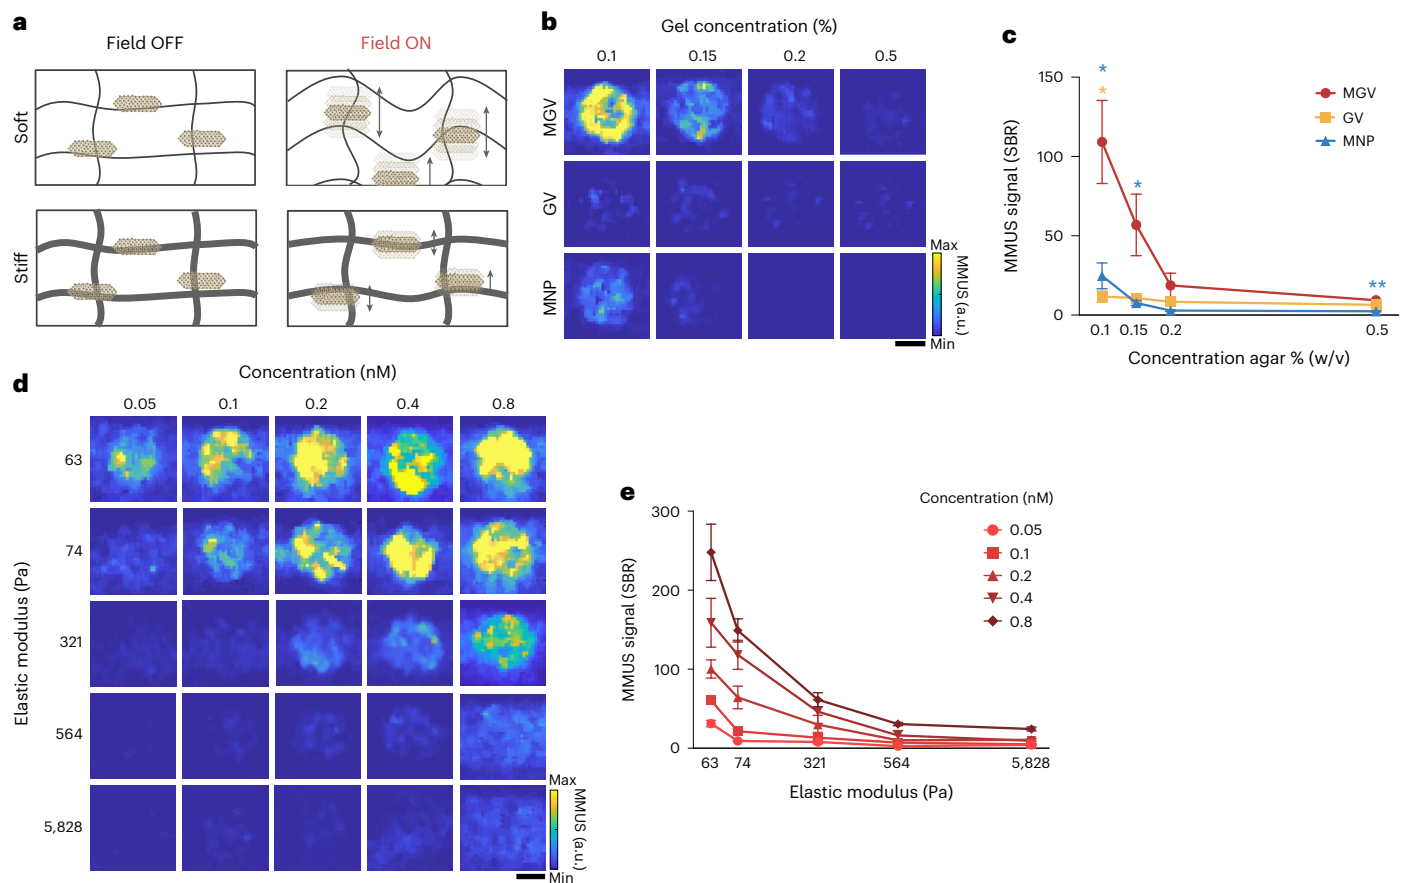 a
Field OFF
Field ON
Soft
Stiff
b
Gel concentration (%)
0.1 0.15 0.2 0.5
MGV
GV
MNP
Max
MMUS (a.u.)
Min
c
MMUS signal (SBR)
150
100
50
0
* *
*
**
MGV
GV
MNP
0.1 0.15 0.2 0.5
Concentration agar % (w/v)
d
Concentration (nM)
0.05 0.1 0.2 0.4 0.8
Elastic modulus (Pa)
63
74
321
564
5,828
Max
MMUS (a.u.)
Min
e
MMUS signal (SBR)
300
200
100
0
Concentration (nM)
0.05
0.1
0.2
0.4
0.8
63 74 321 564 5,828
Elastic modulus (Pa)